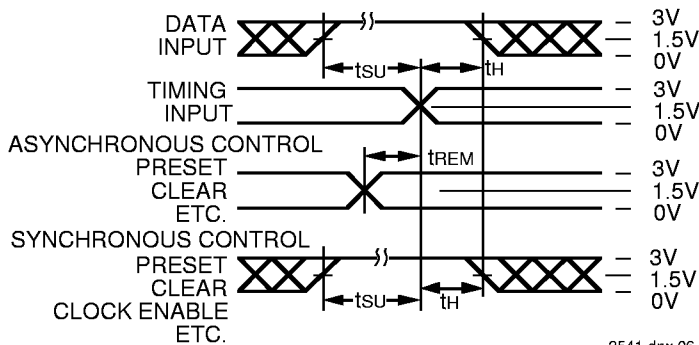 DATA
INPUT
3V
1.5V
0V
tSU
tH
TIMING
INPUT
3V
1.5V
0V
ASYNCHRONOUS CONTROL
PRESET
CLEAR
ETC.
tREM
3V
1.5V
0V
SYNCHRONOUS CONTROL
PRESET
CLEAR
CLOCK ENABLE
ETC.
tSU
tH
3V
1.5V
0V